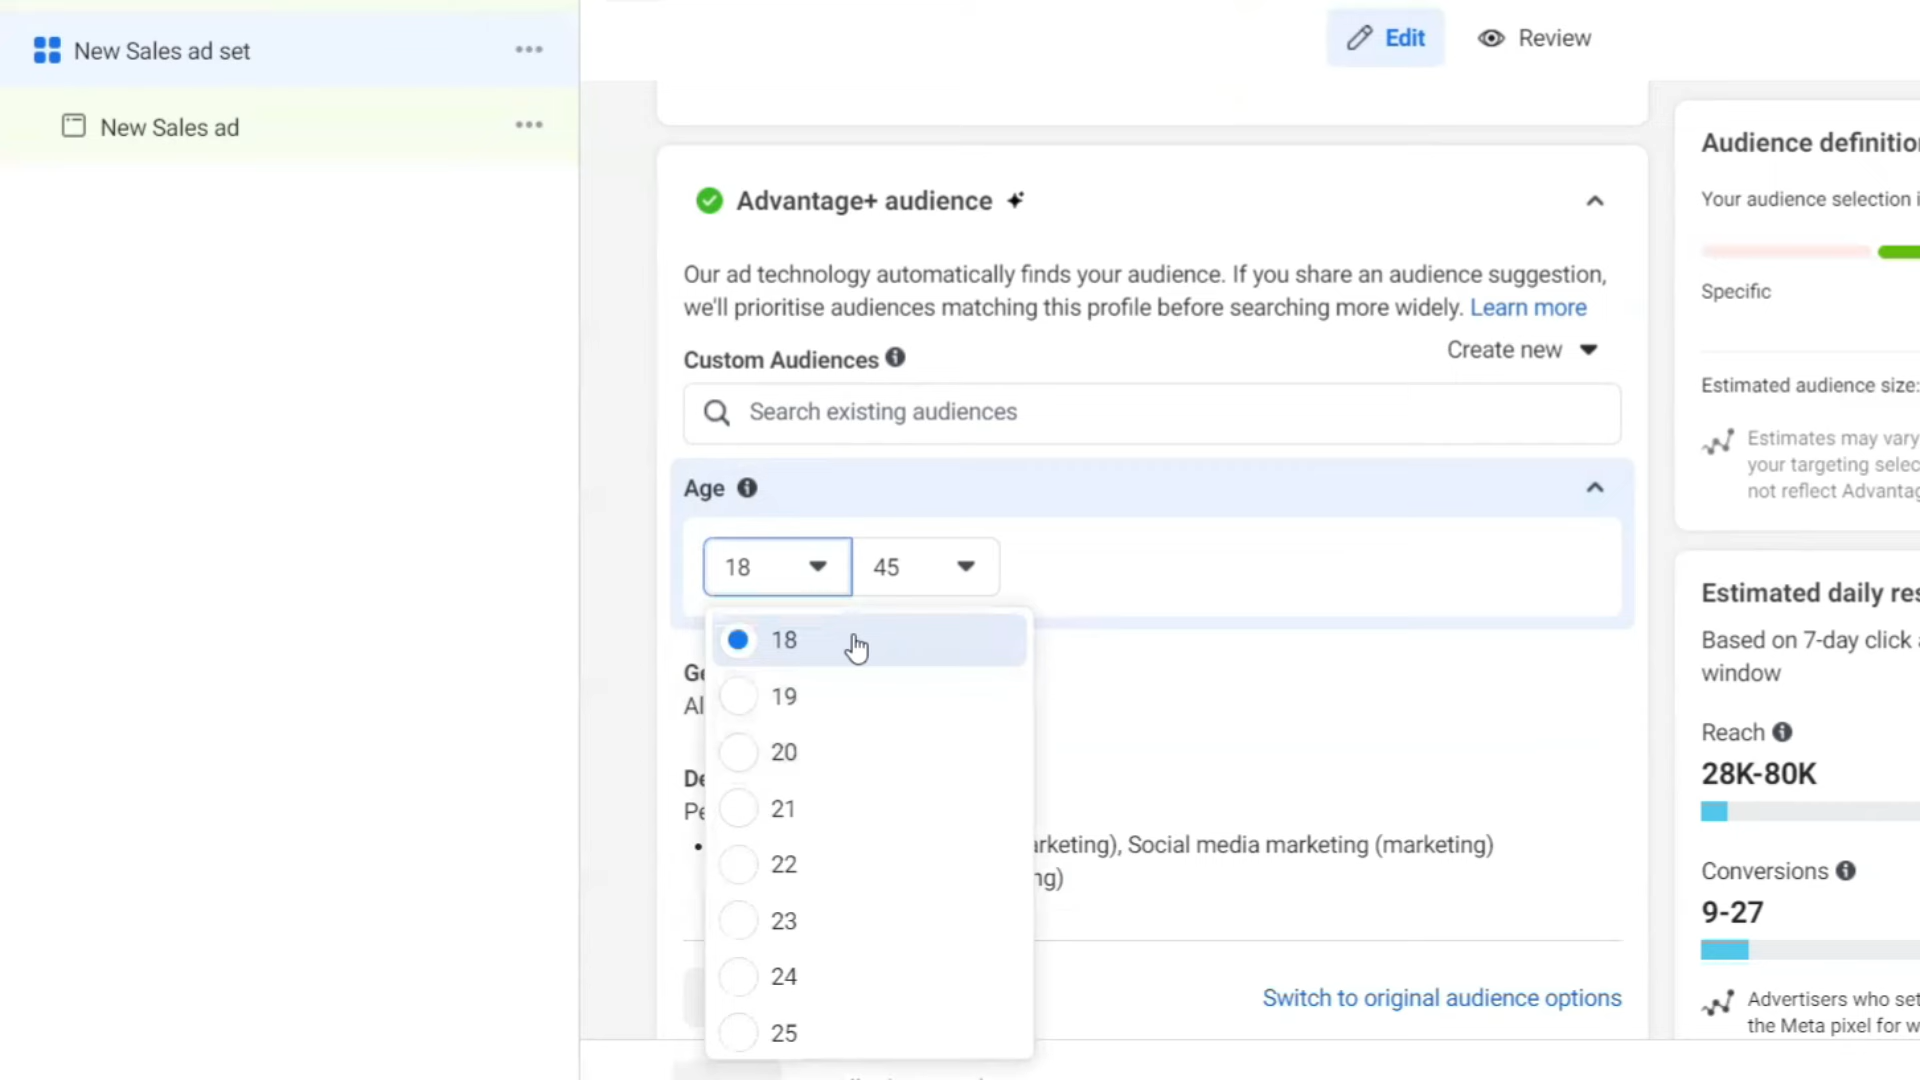 New Sales ad set
New Sales ad
Edit
Review
Advantage+ audience
Our ad technology automatically finds your audience. If you share an audience suggestion,
we'll prioritise audiences matching this profile before searching more widely. Learn more
Custom Audiences
Create new
Search existing audiences
Age
18
45
18
19
20
21
22
23
24
25
arketing), Social media marketing (marketing)
ng)
Switch to original audience options
Audience definition
Your audience selection i
Specific
Estimated audience size:
Estimates may vary
your targeting selec
not reflect Advantag
Estimated daily res
Based on 7-day click
window
Reach
28K-80K
Conversions
9-27
Advertisers who set
the Meta pixel for w